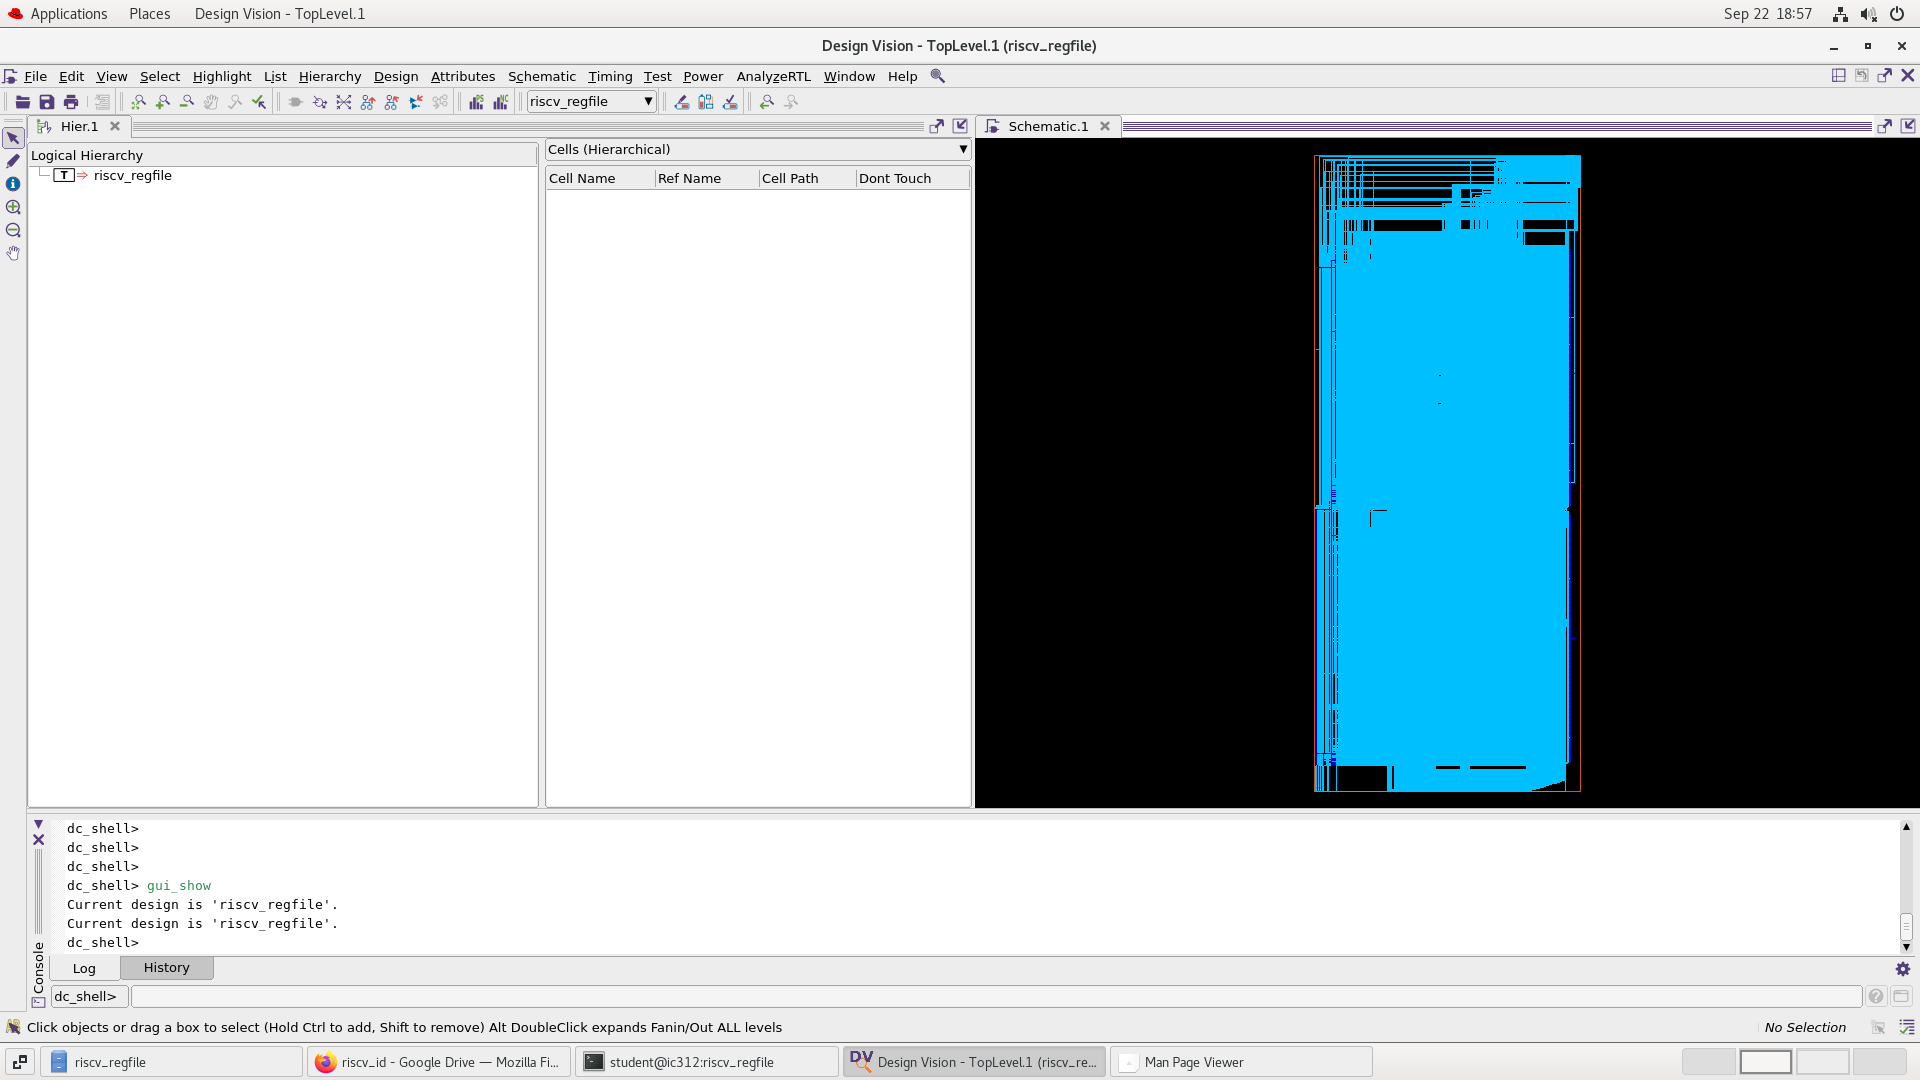 Applications Places Design Vision - TopLevel.1 Sep 22 18:57
Design Vision - TopLevel.1 (riscv_regfile)
File Edit View Select Highlight List Hierarchy Design Attributes Schematic Timing Test Power AnalyzeRTL Window Help
riscv_regfile
Hier.1
Schematic.1
Logical Hierarchy
T riscv_regfile
Cells (Hierarchical)
Cell Name Ref Name Cell Path Dont Touch
dc_shell>
dc_shell>
dc_shell>
dc_shell> gui_show
Current design is 'riscv_regfile'.
Current design is 'riscv_regfile'.
dc_shell>
Console
Log History
dc_shell>
Click objects or drag a box to select (Hold Ctrl to add, Shift to remove) Alt DoubleClick expands Fanin/Out ALL levels
No Selection
riscv_regfile
riscv_id - Google Drive — Mozilla Fi...
student@ic312:riscv_regfile
DV Design Vision - TopLevel.1 (riscv_re...
Man Page Viewer